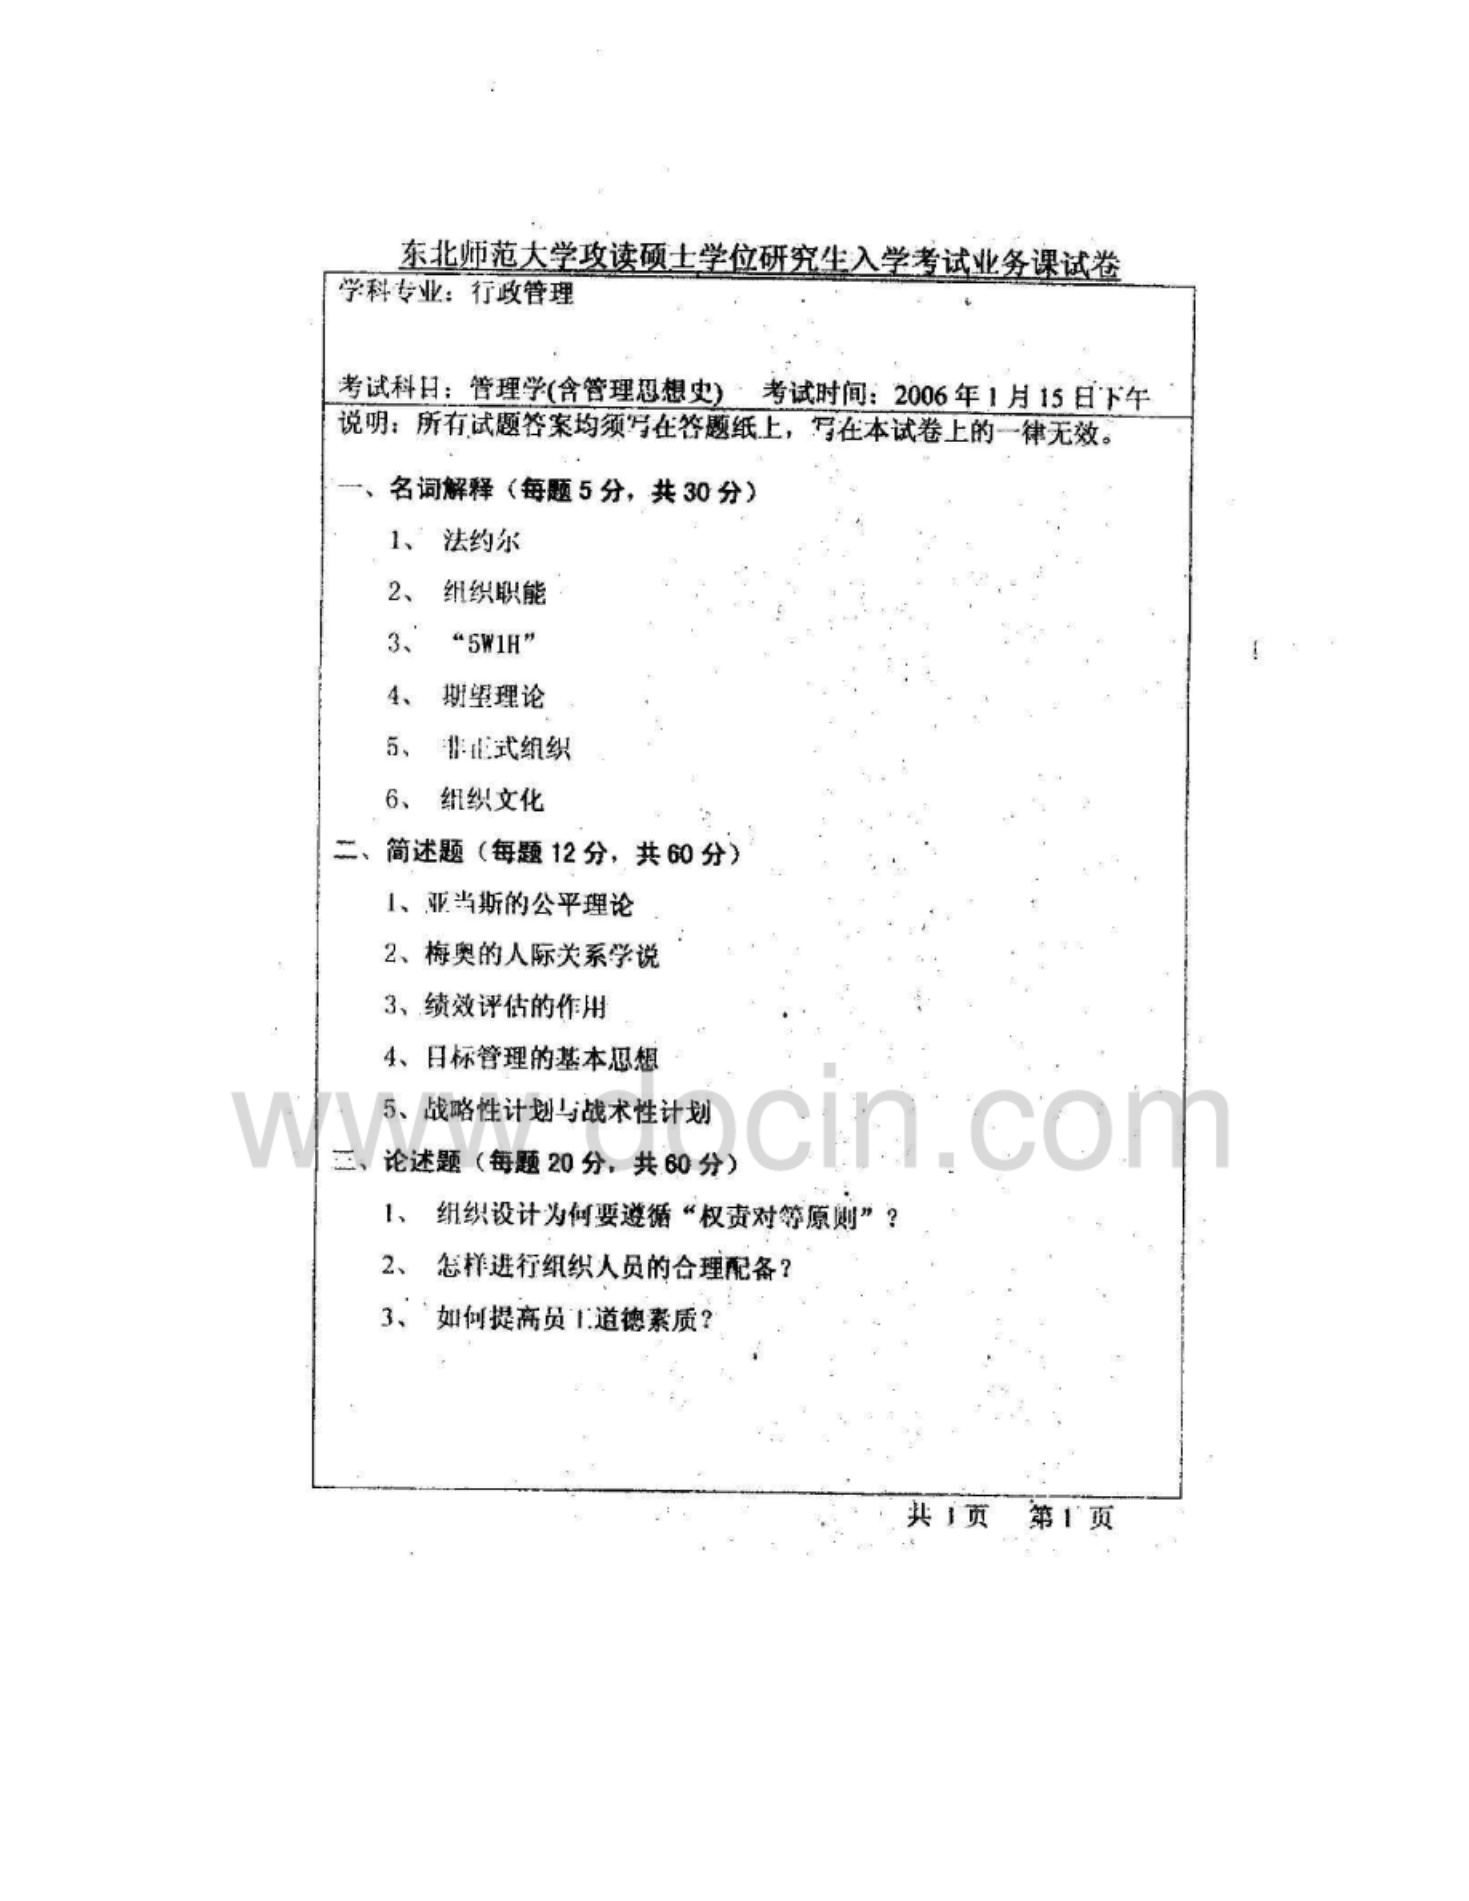 东北师范大学攻读硕士学位研究生入学考试业务课试卷
学科专业：行政管理
考试科目：管理学(含管理思想史) 考试时间：2006年1月15日下午
说明：所有试题答案均须写在答题纸上，写在本试卷上的一律无效。
一、名词解释（每题5分，共30分）
1、 法约尔
2、 组织职能
3、 “5W1H”
4、 期望理论
5、 非正式组织
6、 组织文化
二、简述题（每题12分，共60分）
1、亚当斯的公平理论
2、梅奥的人际关系学说
3、绩效评估的作用
4、目标管理的基本思想
5、战略性计划与战术性计划
www.docin.com
三、论述题（每题20分，共60分）
1、 组织设计为何要遵循“权责对等原则”？
2、 怎样进行组织人员的合理配备？
3、 如何提高员工道德素质？
共1页 第1页